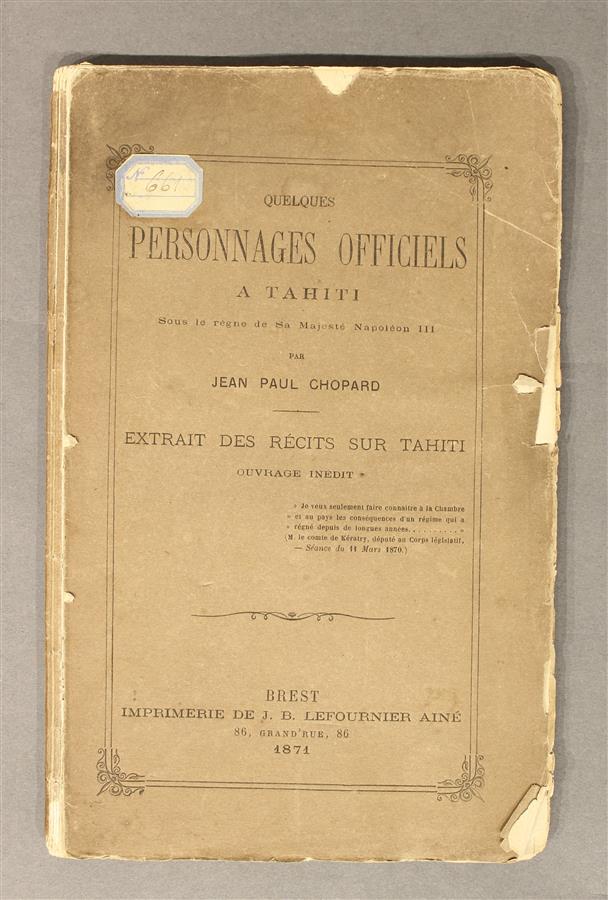 No 661
QUELQUES
PERSONNAGES OFFICIELS
A TAHITI
Sous le règne de Sa Majesté Napoléon III
PAR
JEAN PAUL CHOPARD
EXTRAIT DES RÉCITS SUR TAHITI
OUVRAGE INEDIT
» Je veux seulement faire connaitre à la Chambre
» et au pays les conséquences d'un régime qui a
» régné depuis de longues années.......... »
(M. le comte de Kératry, député au Corps législatif,
— Séance du 11 Mars 1870.)
BREST
IMPRIMERIE DE J. B. LEFOURNIER AINÉ
86, GRAND'RUE, 86
1871